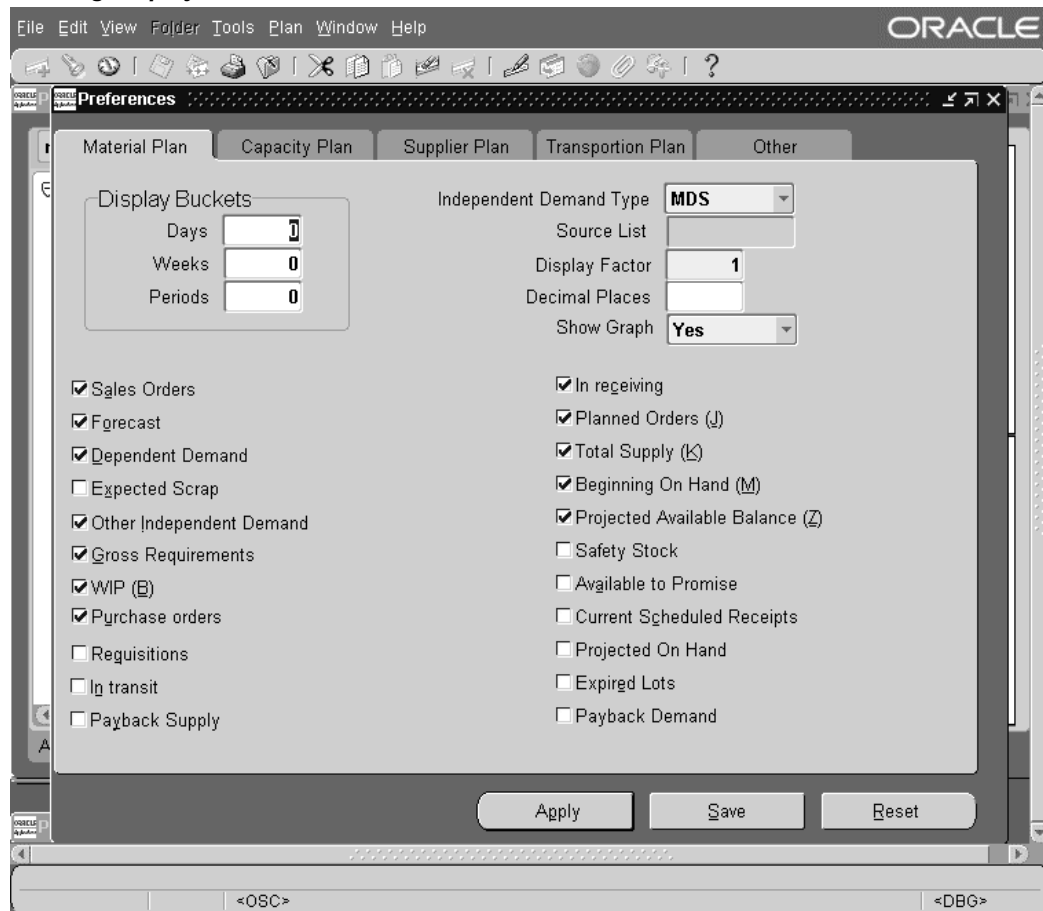 File Edit View Folder Tools Plan Window Help
ORACLE
Preferences
Material Plan Capacity Plan Supplier Plan Transportion Plan Other
Display Buckets
Days 0
Weeks 0
Periods 0
Independent Demand Type MDS
Source List
Display Factor 1
Decimal Places
Show Graph Yes
Sales Orders
Forecast
Dependent Demand
Expected Scrap
Other Independent Demand
Gross Requirements
WIP (B)
Purchase orders
Requisitions
In transit
Payback Supply
In receiving
Planned Orders (J)
Total Supply (K)
Beginning On Hand (M)
Projected Available Balance (Z)
Safety Stock
Available to Promise
Current Scheduled Receipts
Projected On Hand
Expired Lots
Payback Demand
Apply Save Reset
<OSC> <DBG>